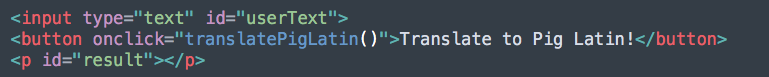 <input type="text" id="userText">
<button onclick="translatePigLatin()">Translate to Pig Latin!</button>
<p id="result"></p>